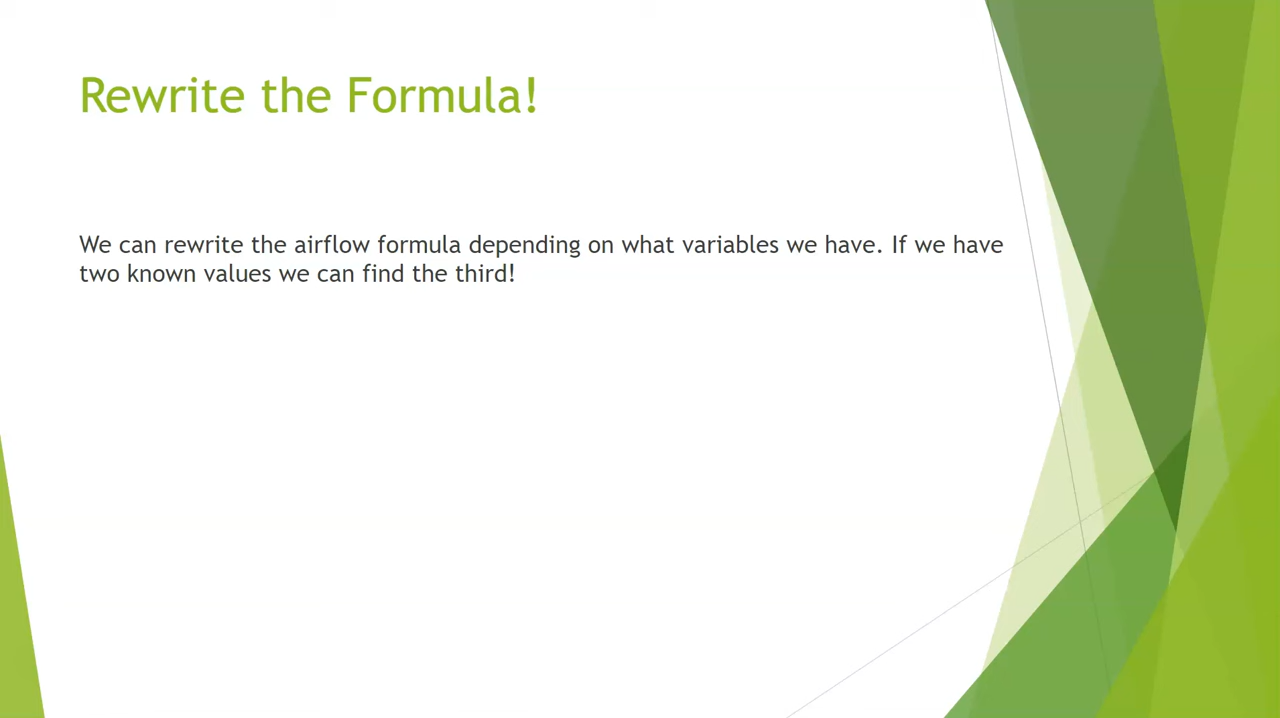 Rewrite the Formula!
We can rewrite the airflow formula depending on what variables we have. If we have
two known values we can find the third!